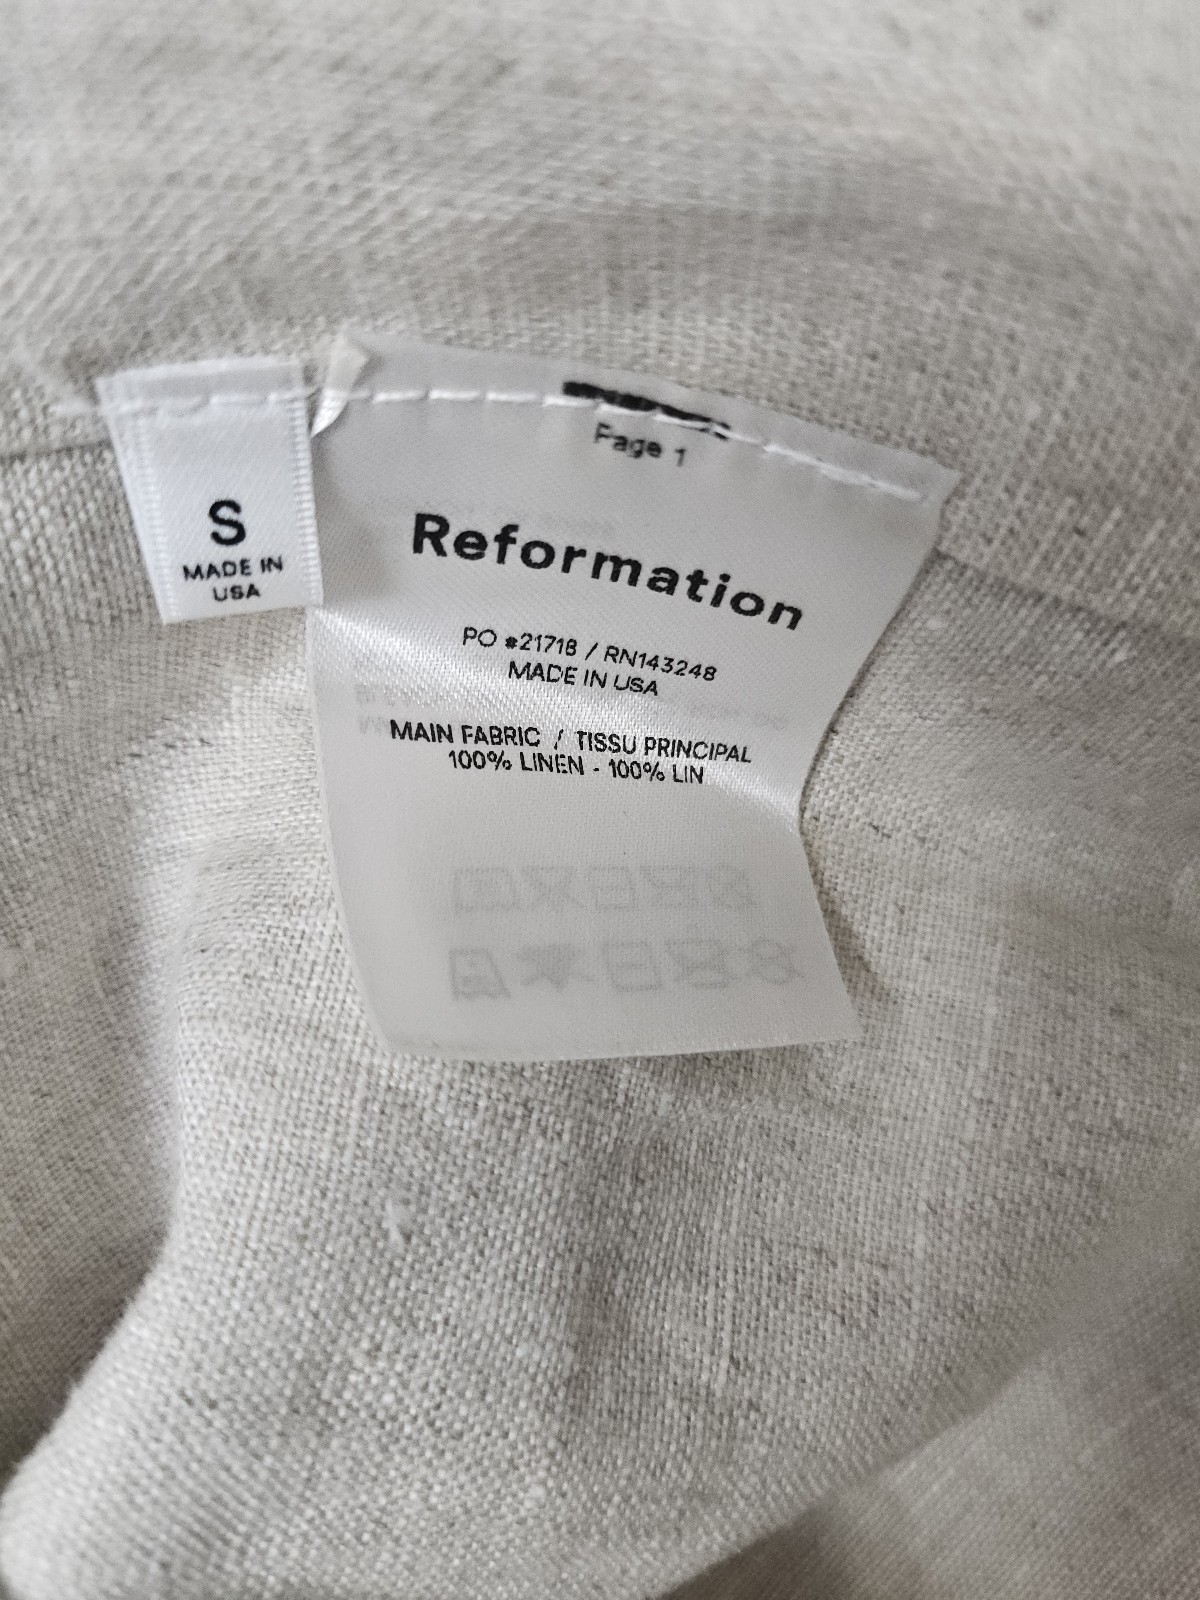 S
MADE IN
USA
Page 1
Reformation
PO #21718 / RN143248
MADE IN USA
MAIN FABRIC / TISSU PRINCIPAL
100% LINEN - 100% LIN